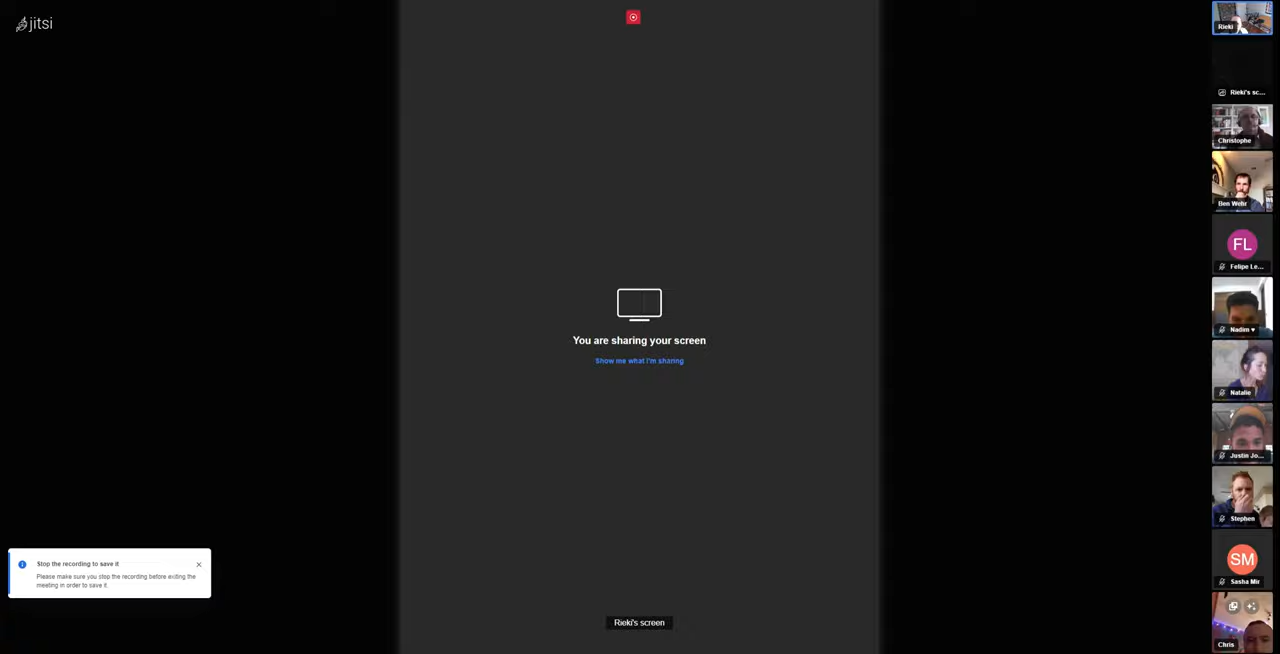 jitsi
Rieki
Rieki's sc...
Christophe
Ben Wehr
FL
Felipe Le...
Nadim ♥
You are sharing your screen
Show me what I'm sharing
Natalie
Justin Jo...
Stephen
Stop the recording to save it
Please make sure you stop the recording before exiting the
meeting in order to save it.
SM
Sasha Mir
Rieki's screen
Chris